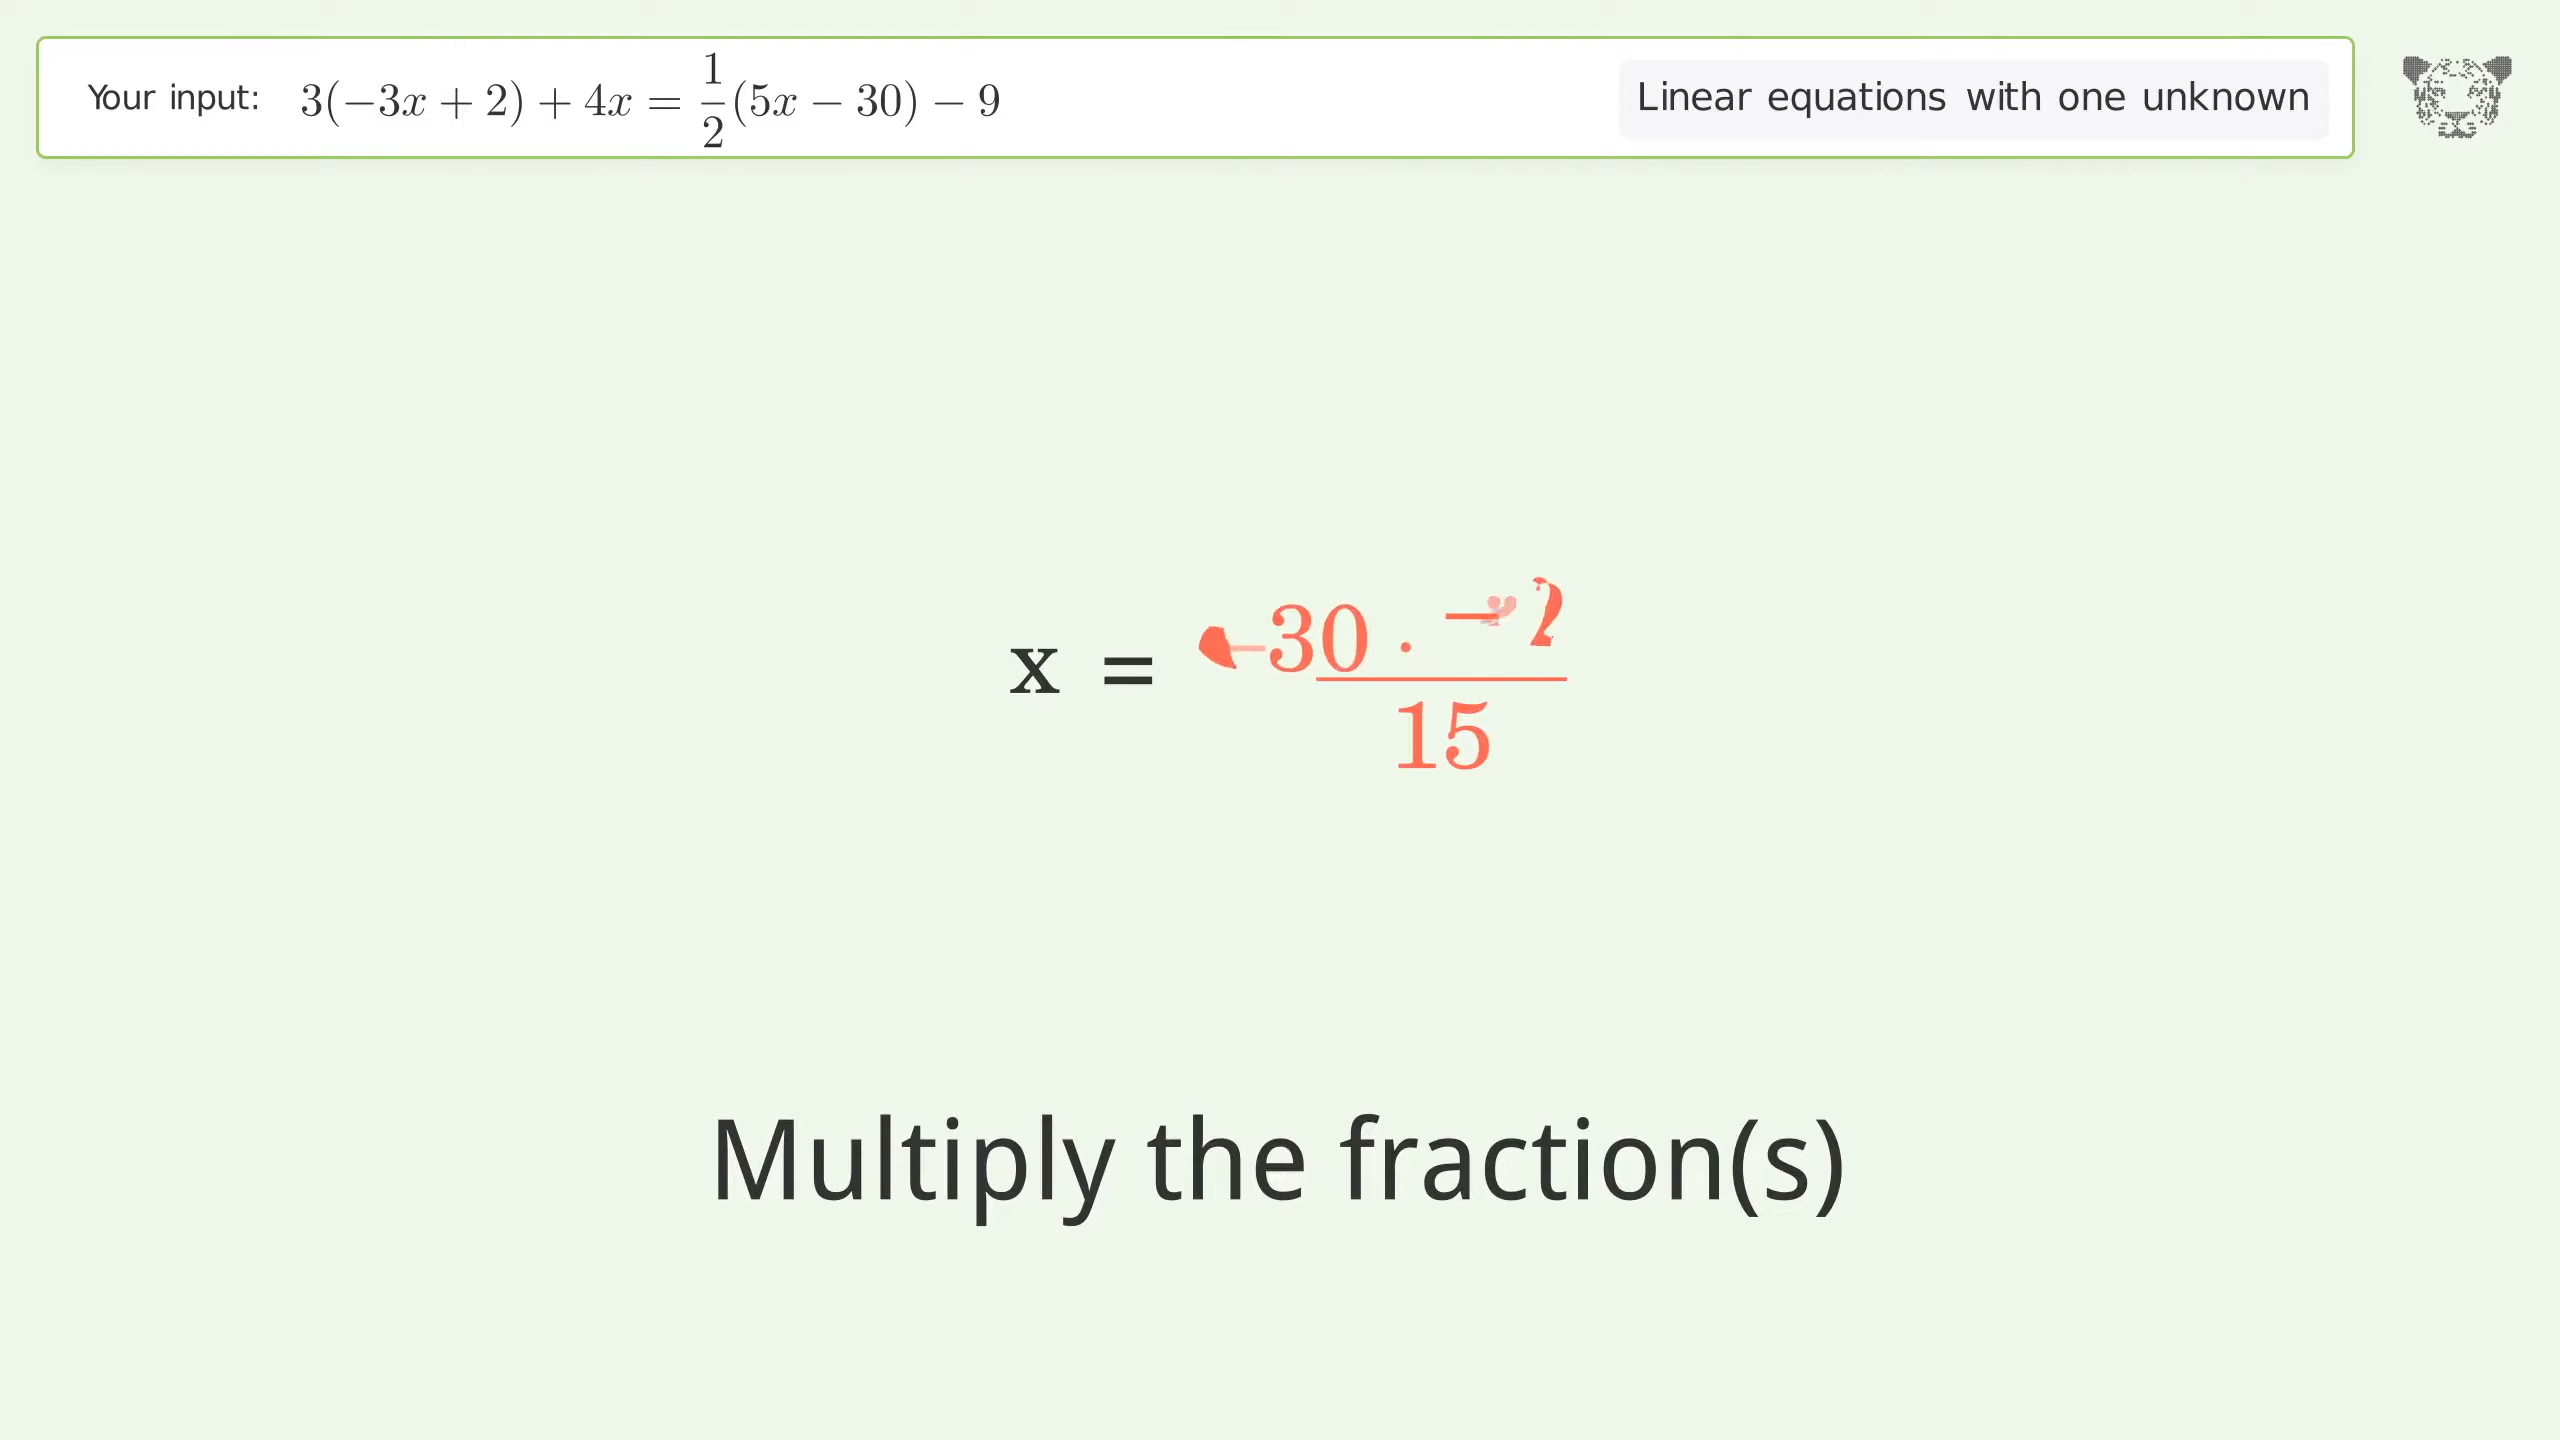 Your input: 3(−3x + 2) + 4x = 1/2(5x − 30) − 9
Linear equations with one unknown
x = −30 · −2/15
Multiply the fraction(s)